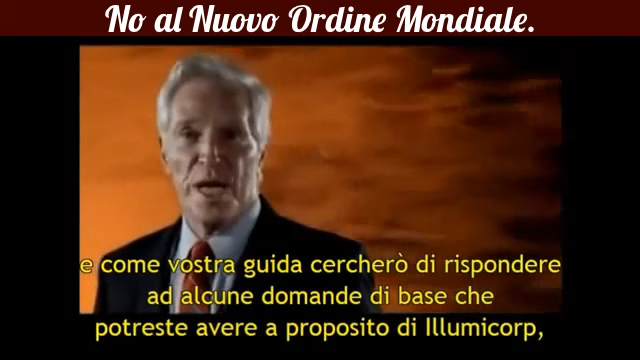 No al Nuovo Ordine Mondiale.
e come vostra guida cercherò di rispondere
ad alcune domande di base che
potreste avere a proposito di Illumicorp,